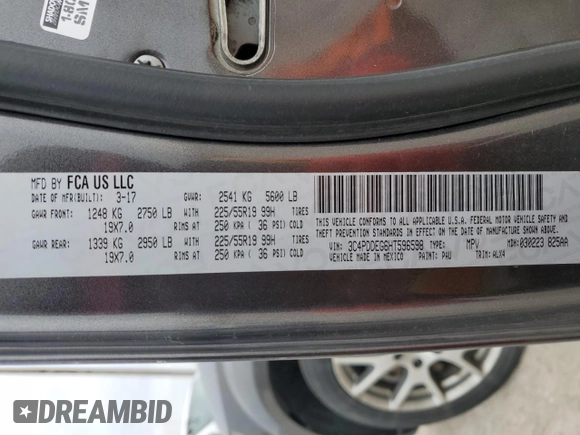 MFD BY FCA US LLC
DATE OF MFR(BUILT): 3-17 GVWR: 2541 KG 5600 LB
GAWR FRONT: 1248 KG 2750 LB WITH 225/55R19 99H TIRES
19X7.0 RIMS AT 250 KPA ( 36 PSI) COLD
GAWR REAR: 1339 KG 2950 LB WITH 225/55R19 99H TIRES
19X7.0 RIMS AT 250 KPA ( 36 PSI) COLD
THIS VEHICLE CONFORMS TO ALL APPLICABLE U.S.A. FEDERAL MOTOR VEHICLE SAFETY AND
THEFT PREVENTION STANDARDS IN EFFECT ON THE DATE OF MANUFACTURE SHOWN ABOVE.
VIN: 3C4PDDEG6HT596598 TYPE: MPV MDH: 030223 825AA
VEHICLE MADE IN MEXICO PAINT: PAU TRIM: ALX4
DREAMBID